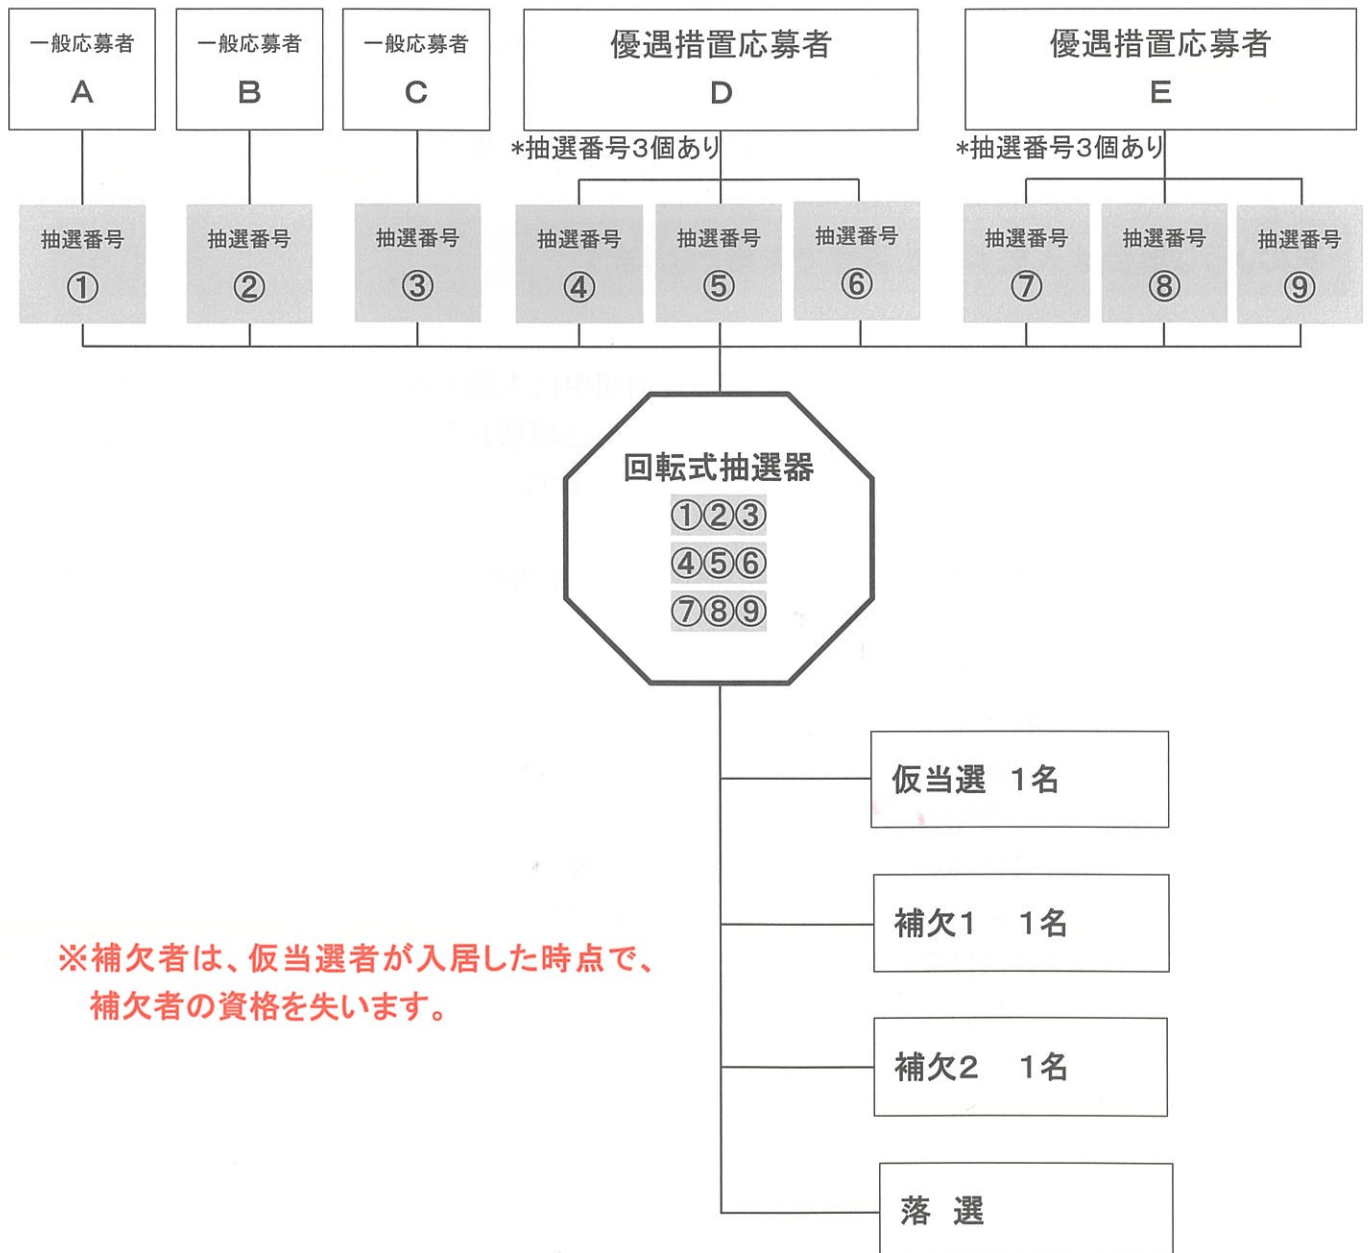 一般応募者
A
一般応募者
B
一般応募者
C
優遇措置応募者
D
優遇措置応募者
E
*抽選番号3個あり
*抽選番号3個あり
抽選番号
①
抽選番号
②
抽選番号
③
抽選番号
④
抽選番号
⑤
抽選番号
⑥
抽選番号
⑦
抽選番号
⑧
抽選番号
⑨
回転式抽選器
①②③
④⑤⑥
⑦⑧⑨
仮当選 1名
補欠1 1名
※補欠者は、仮当選者が入居した時点で、
補欠者の資格を失います。
補欠2 1名
落 選